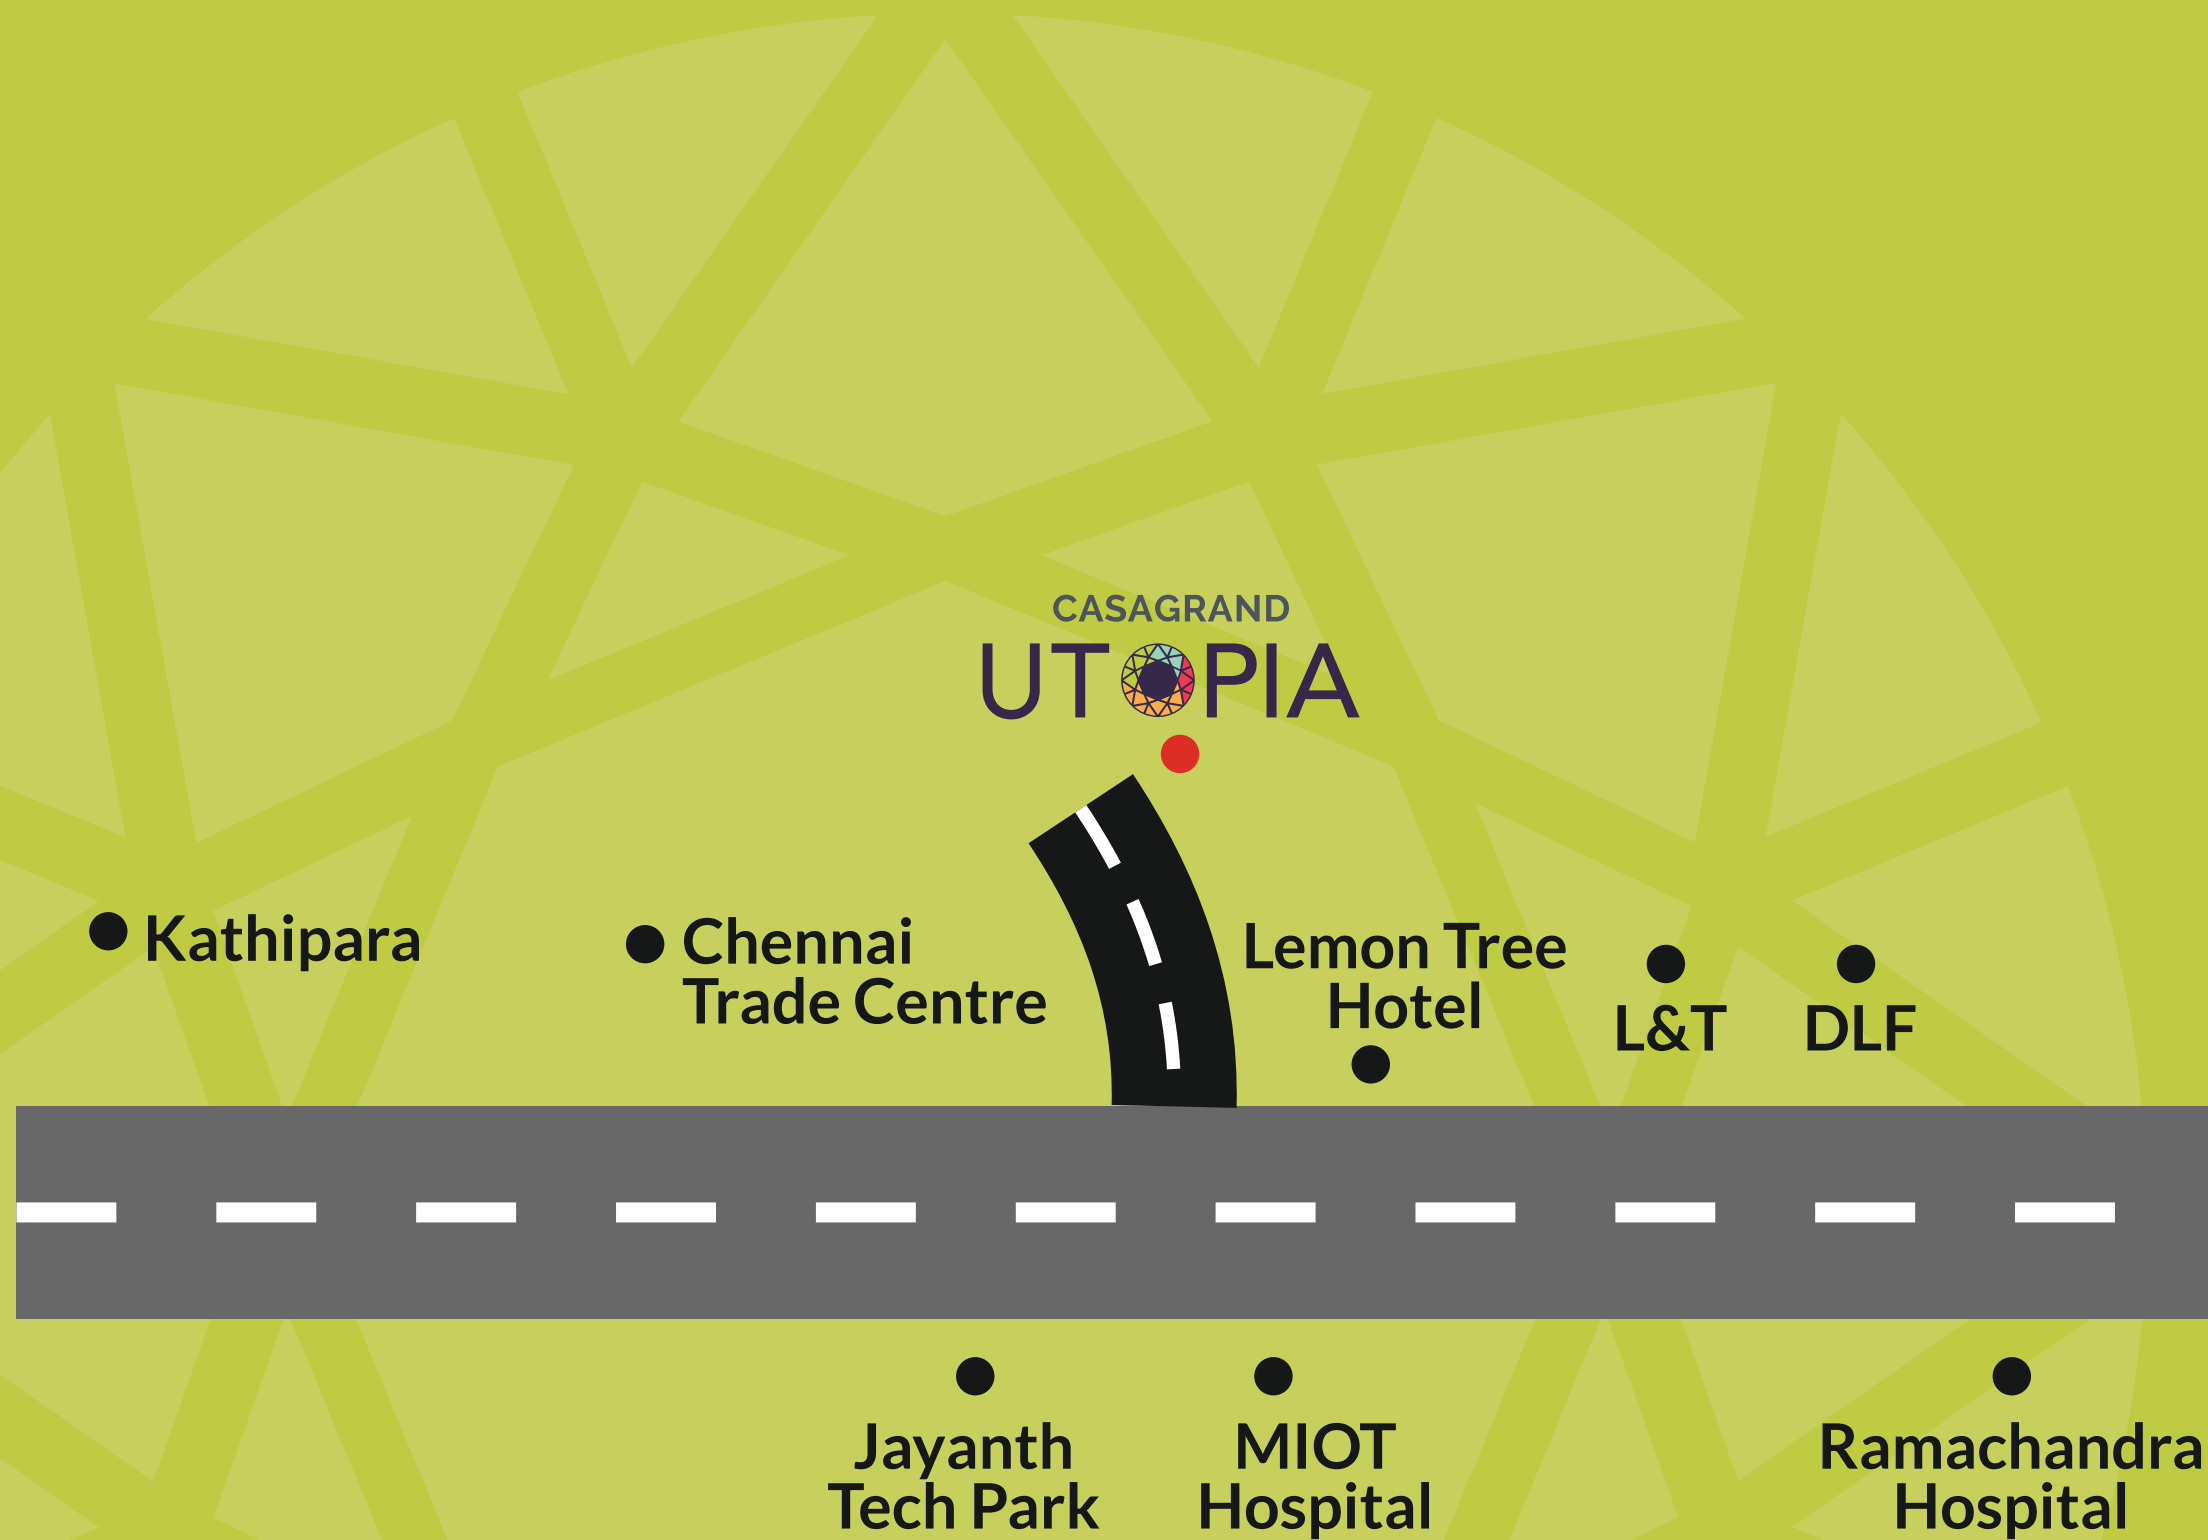 CASAGRAND
UTOPIA
Kathipara
Chennai
Trade Centre
Lemon Tree
Hotel
L&T
DLF
Jayanth
Tech Park
MIOT
Hospital
Ramachandra
Hospital